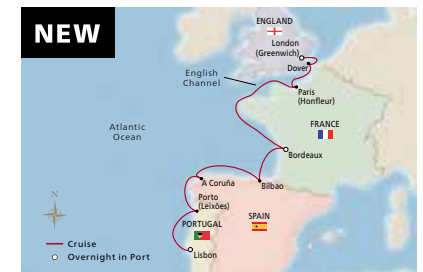 NEW
ENGLAND
London
(Greenwich)
Dover
English
Channel
Paris
(Honfleur)
FRANCE
Atlantic
Ocean
Bordeaux
A Coruña
Bilbao
Porto
(Leixões)
SPAIN
PORTUGAL
N
Cruise
Overnight in Port
Lisbon